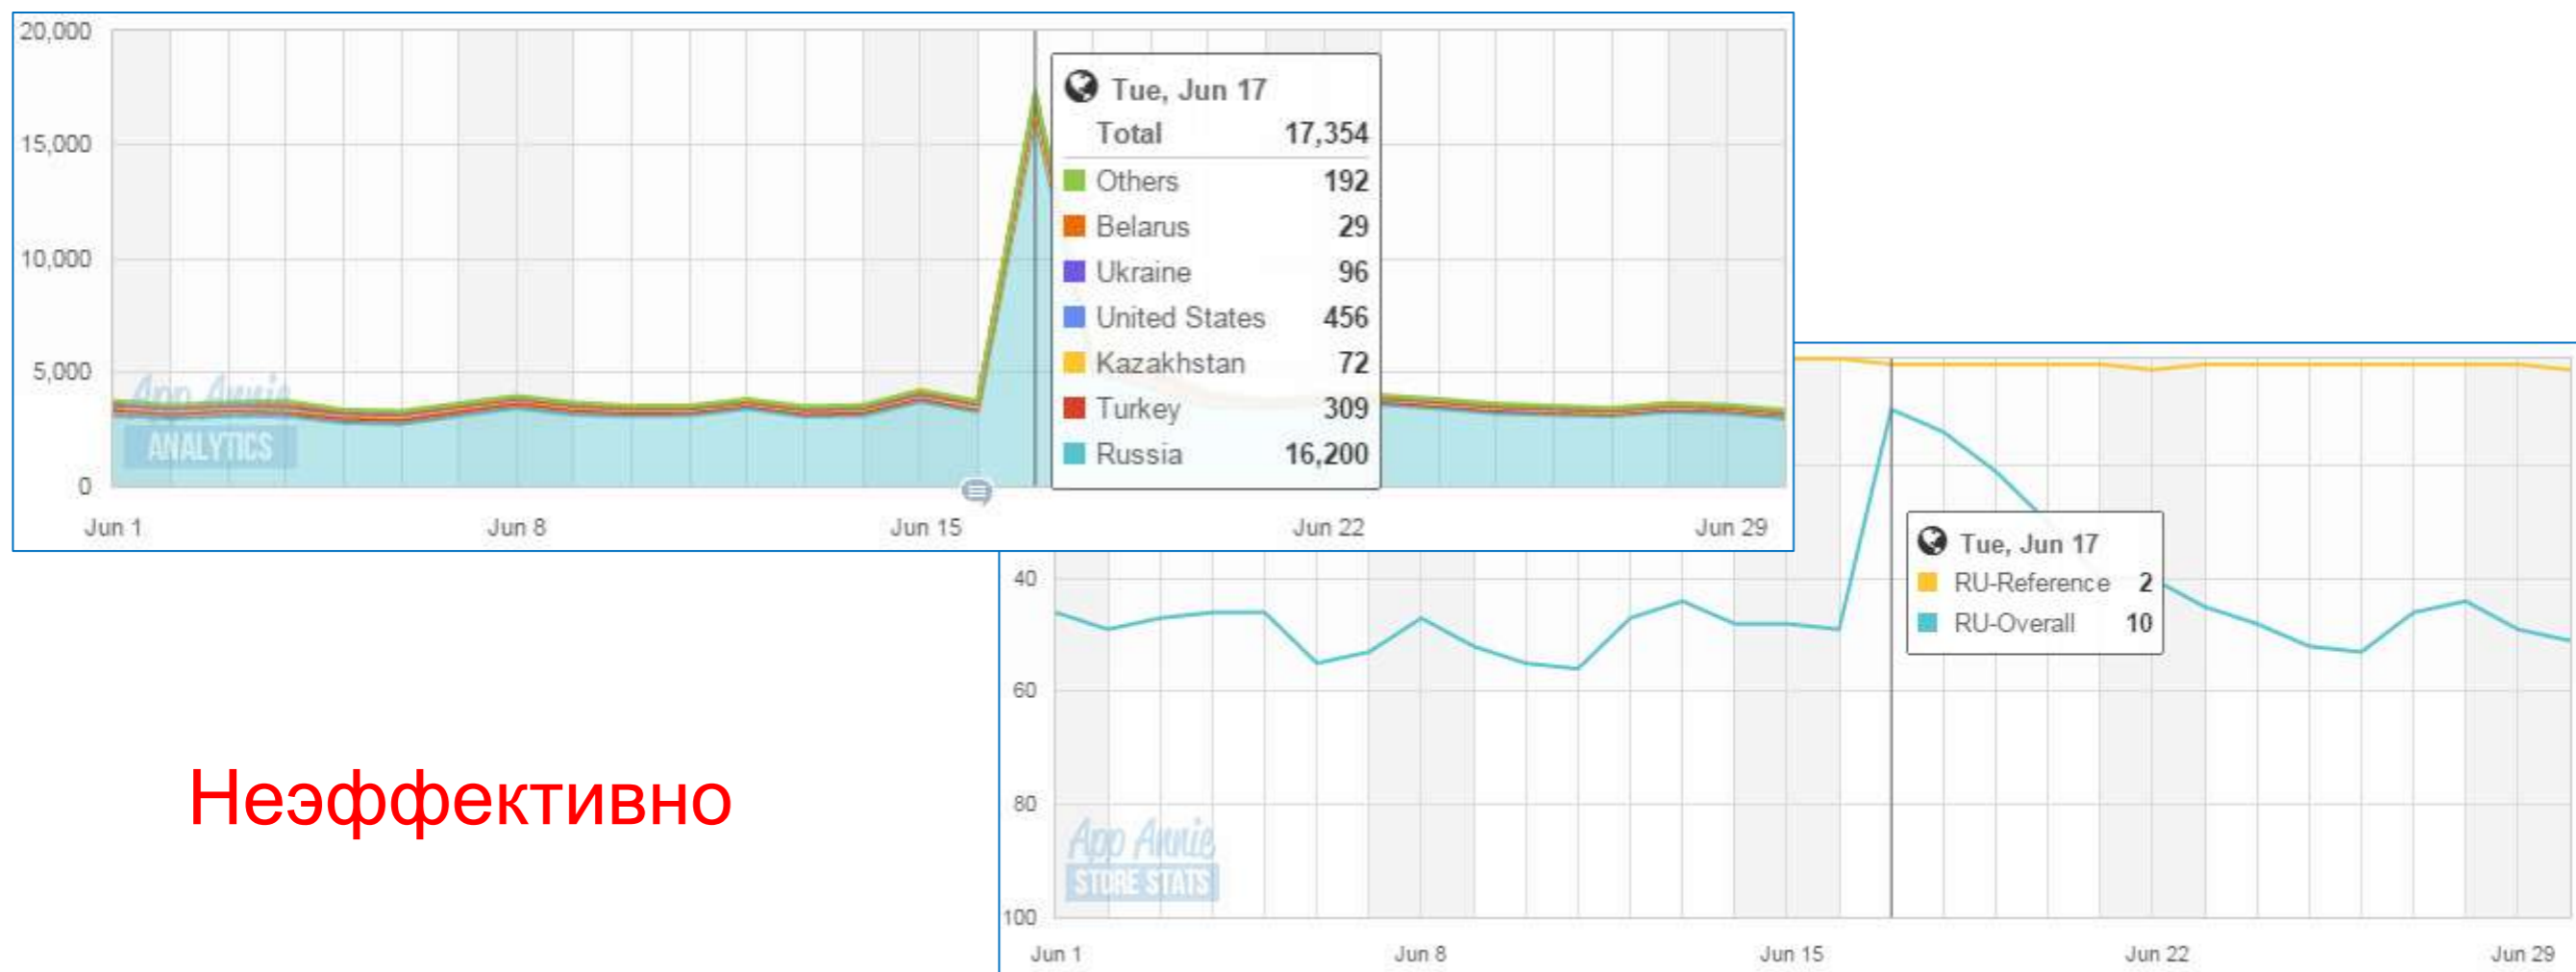 20,000
15,000
10,000
5,000
0
Jun 1 Jun 8 Jun 15 Jun 22 Jun 29
App Annie
ANALYTICS
Tue, Jun 17
Total 17,354
Others 192
Belarus 29
Ukraine 96
United States 456
Kazakhstan 72
Turkey 309
Russia 16,200
40
60
80
100
Jun 1 Jun 8 Jun 15 Jun 22 Jun 29
App Annie
STORE STATS
Tue, Jun 17
RU-Reference 2
RU-Overall 10
Неэффективно